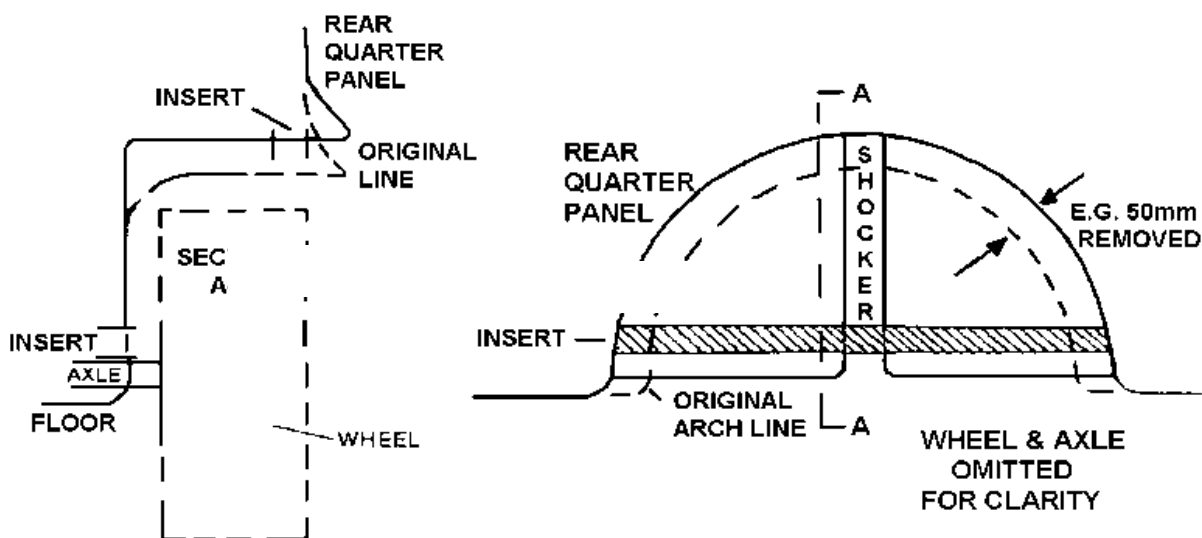 REAR
QUARTER
PANEL
INSERT
ORIGINAL
LINE
SEC
A
INSERT
AXLE
FLOOR
WHEEL
A
REAR
QUARTER
PANEL
SHOCKER
E.G. 50mm
REMOVED
INSERT
ORIGINAL
ARCH LINE
A
WHEEL & AXLE
OMITTED
FOR CLARITY